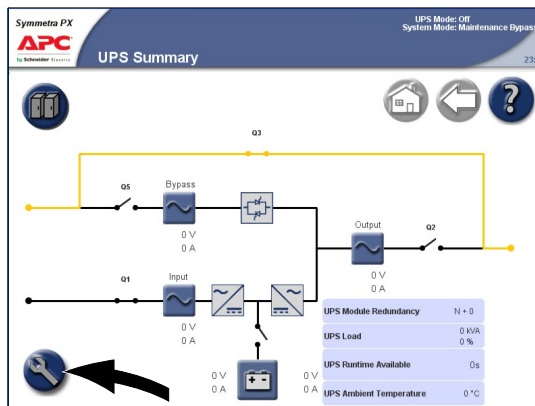 Symmetra PX
APC
by Schneider Electric
UPS Summary
UPS Mode: Off
System Mode: Maintenance Bypass
23:
?
Q3
Q5
Bypass
0 V
0 A
Output
Q2
0 V
0 A
Q1
Input
0 V
0 A
0 V
0 A
0 V
0 A
UPS Module Redundancy N + 0
UPS Load 0 kVA
0 %
UPS Runtime Available 0s
UPS Ambient Temperature 0 °C